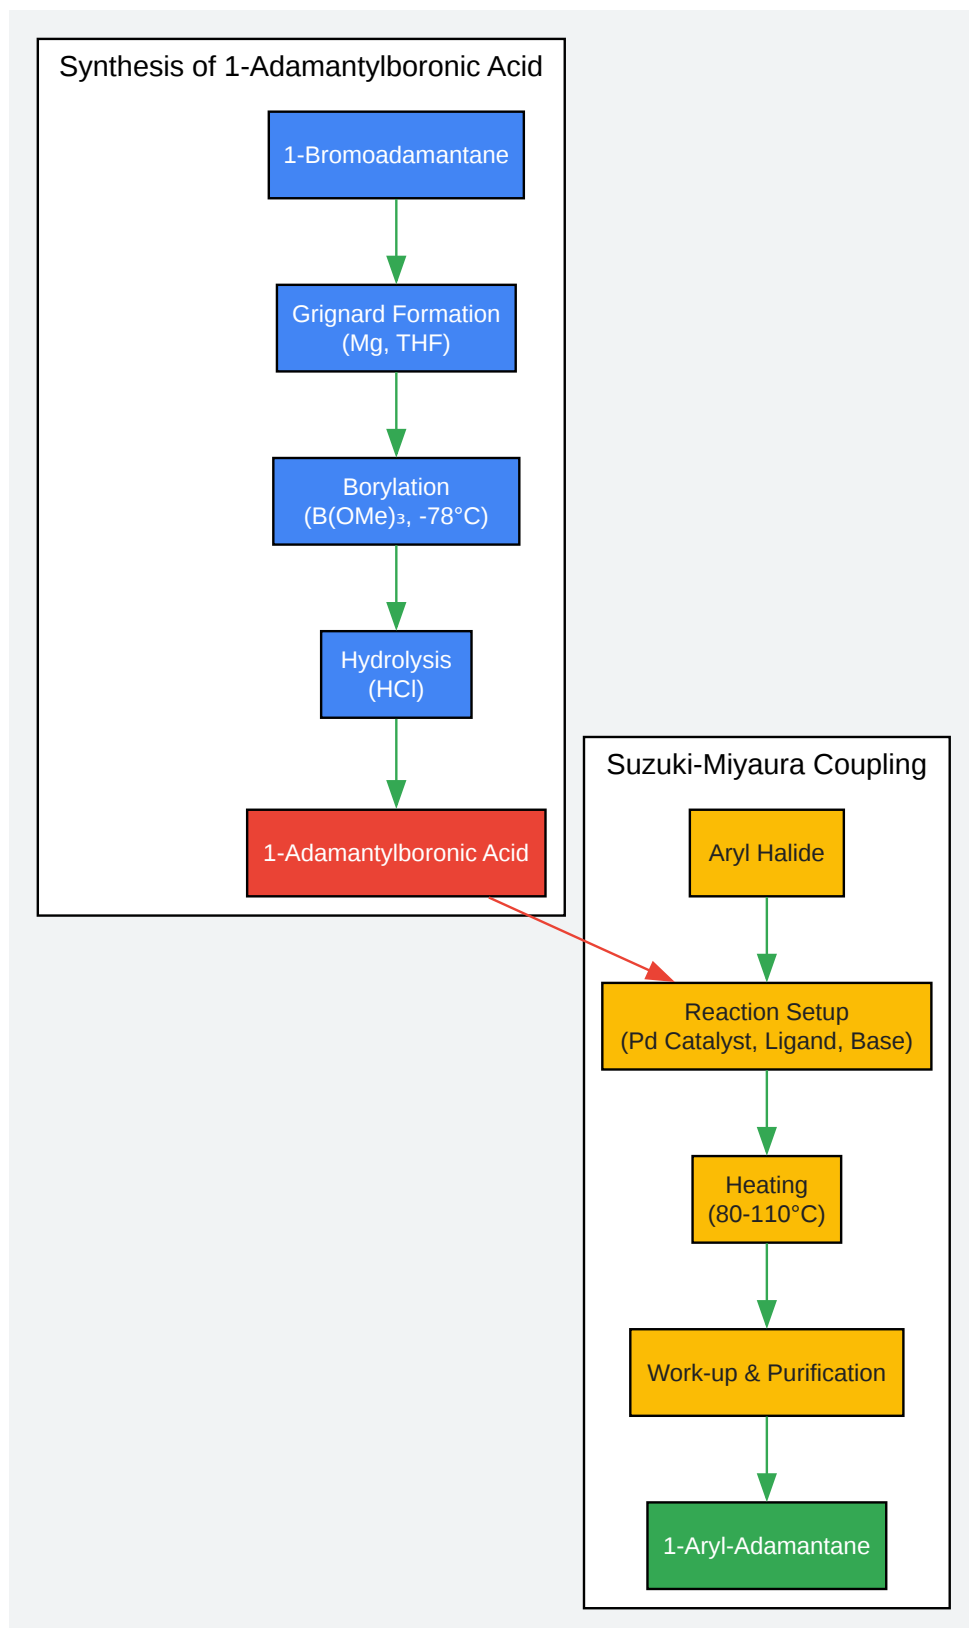 Synthesis of 1-Adamantylboronic Acid
1-Bromoadamantane
Grignard Formation
(Mg, THF)
Borylation
(B(OMe)₃, -78°C)
Hydrolysis
(HCl)
1-Adamantylboronic Acid
Suzuki-Miyaura Coupling
Aryl Halide
Reaction Setup
(Pd Catalyst, Ligand, Base)
Heating
(80-110°C)
Work-up & Purification
1-Aryl-Adamantane